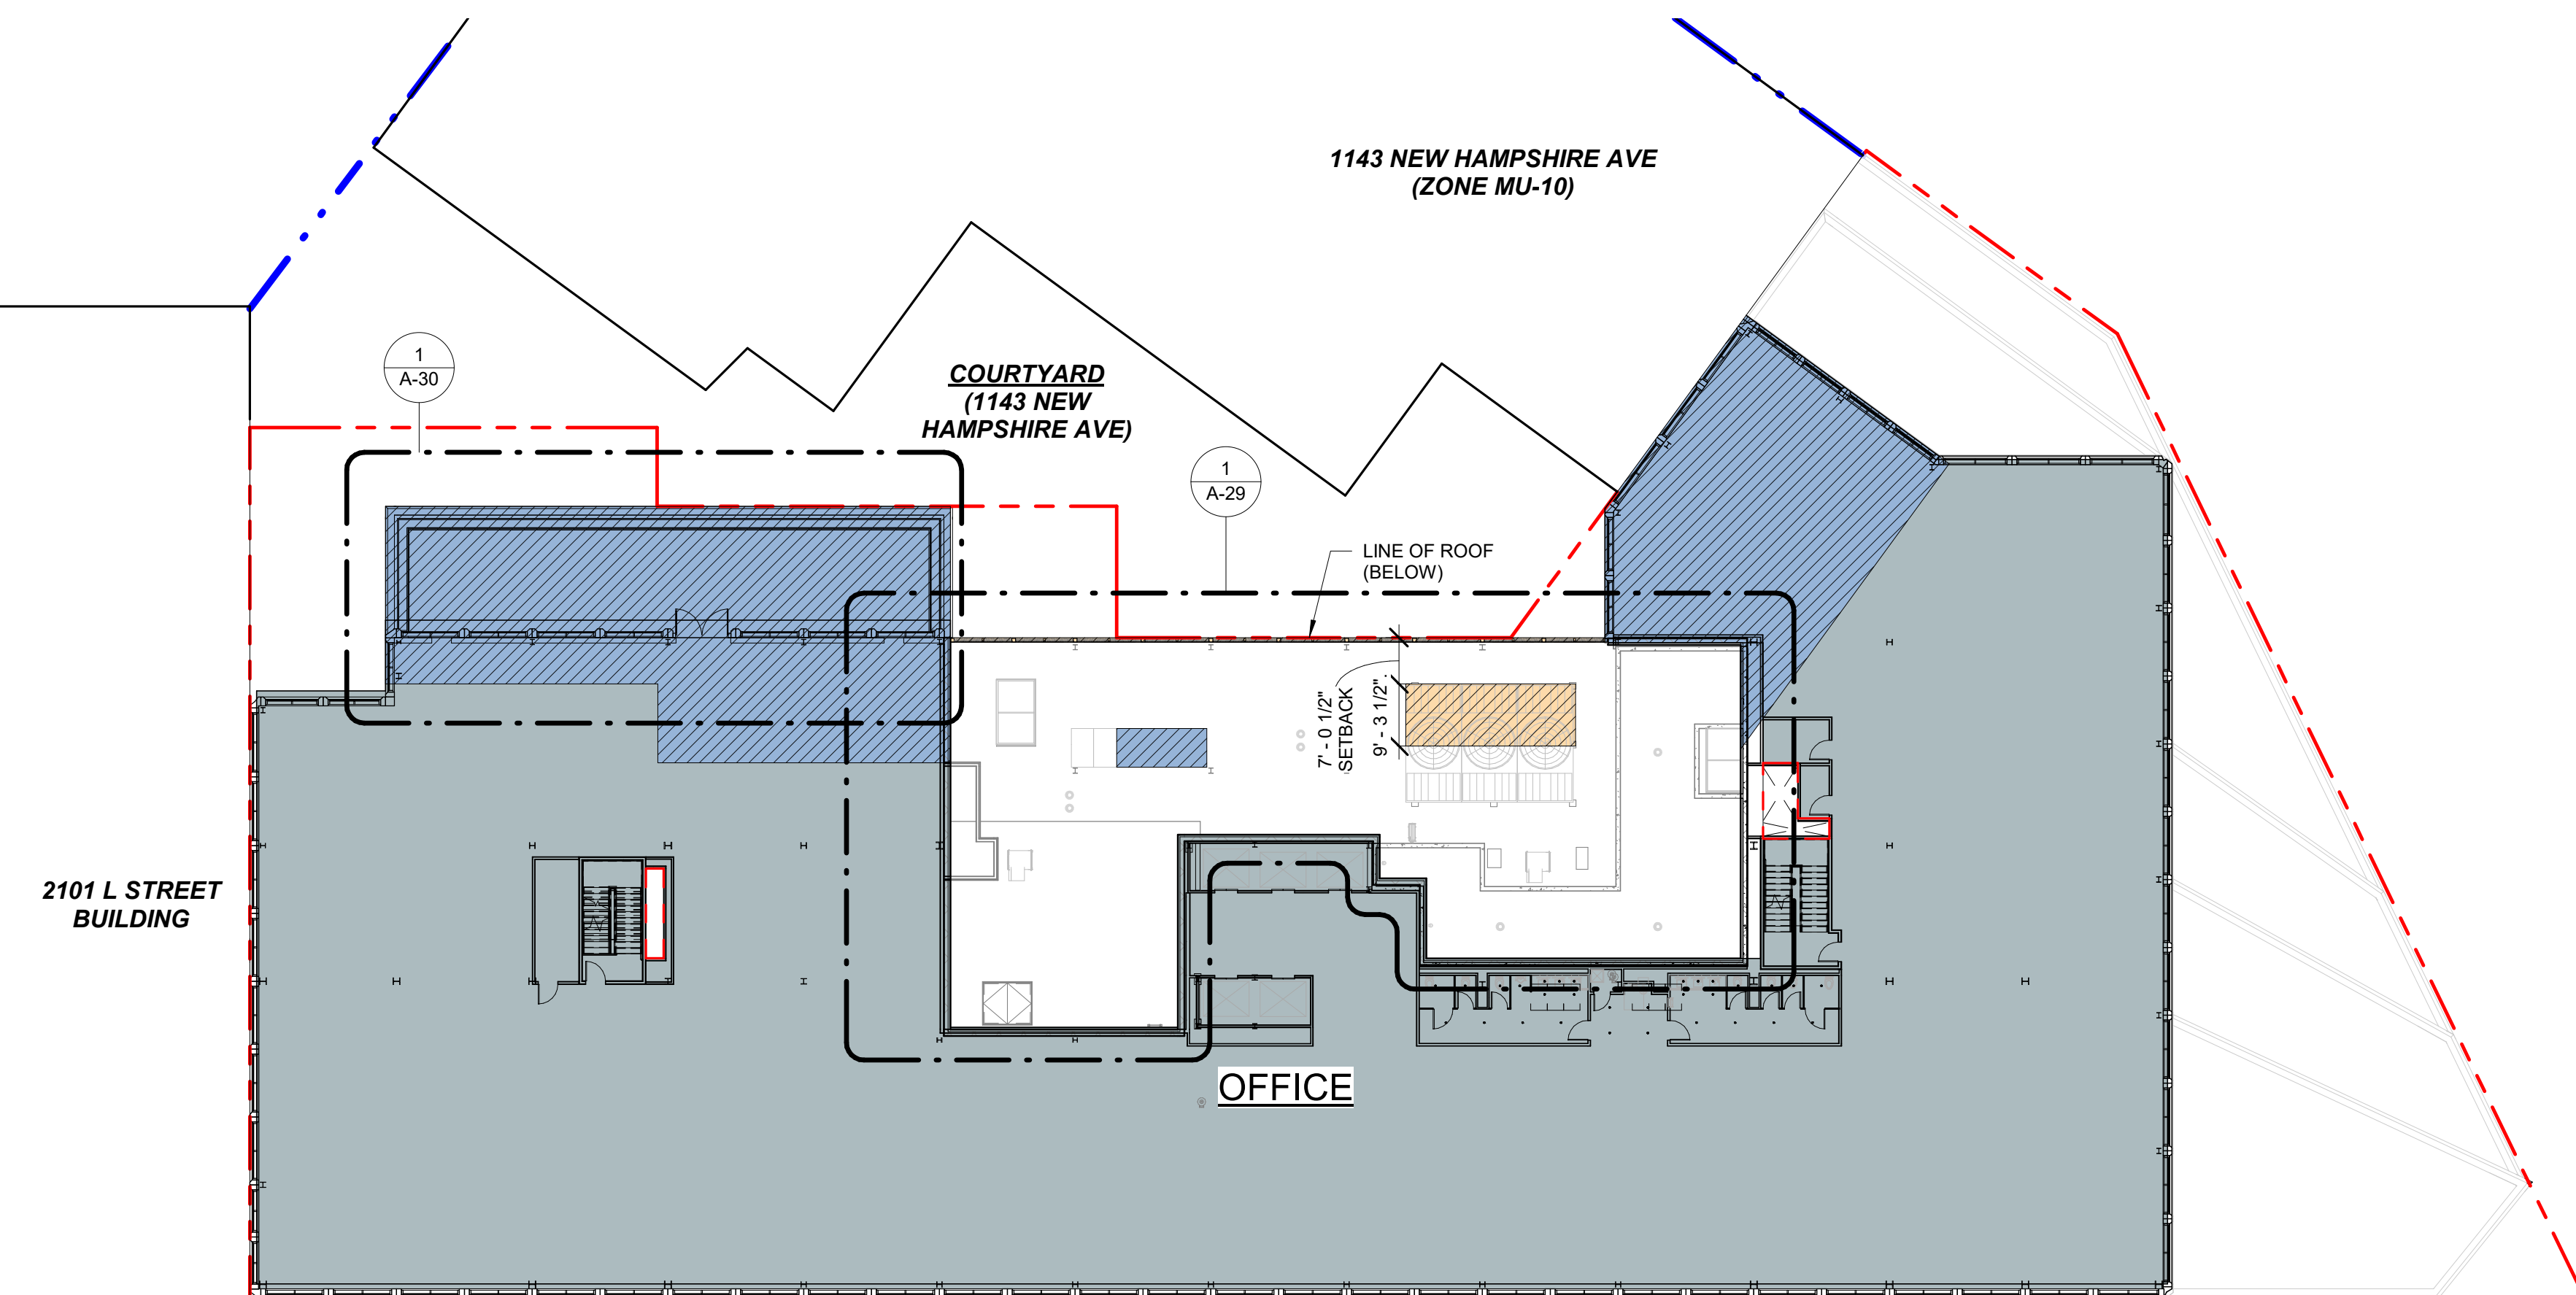 1143 NEW HAMPSHIRE AVE
(ZONE MU-10)
1
A-30
COURTYARD
(1143 NEW
HAMPSHIRE AVE)
1
A-29
LINE OF ROOF
(BELOW)
7' - 0 1/2"
SETBACK
9' - 3 1/2".
2101 L STREET
BUILDING
OFFICE